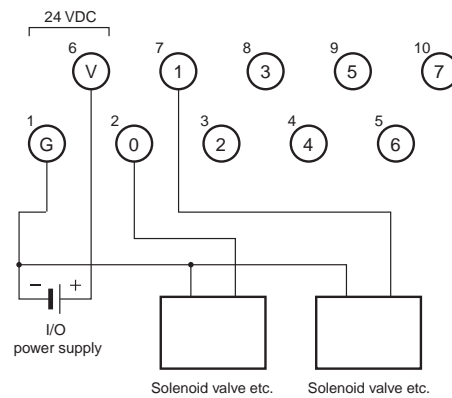 24 VDC
6 7 8 9 10
V 1 3 5 7
1 2 3 4 5
G 0 2 4 6
− +
I/O
power supply
Solenoid valve etc. Solenoid valve etc.